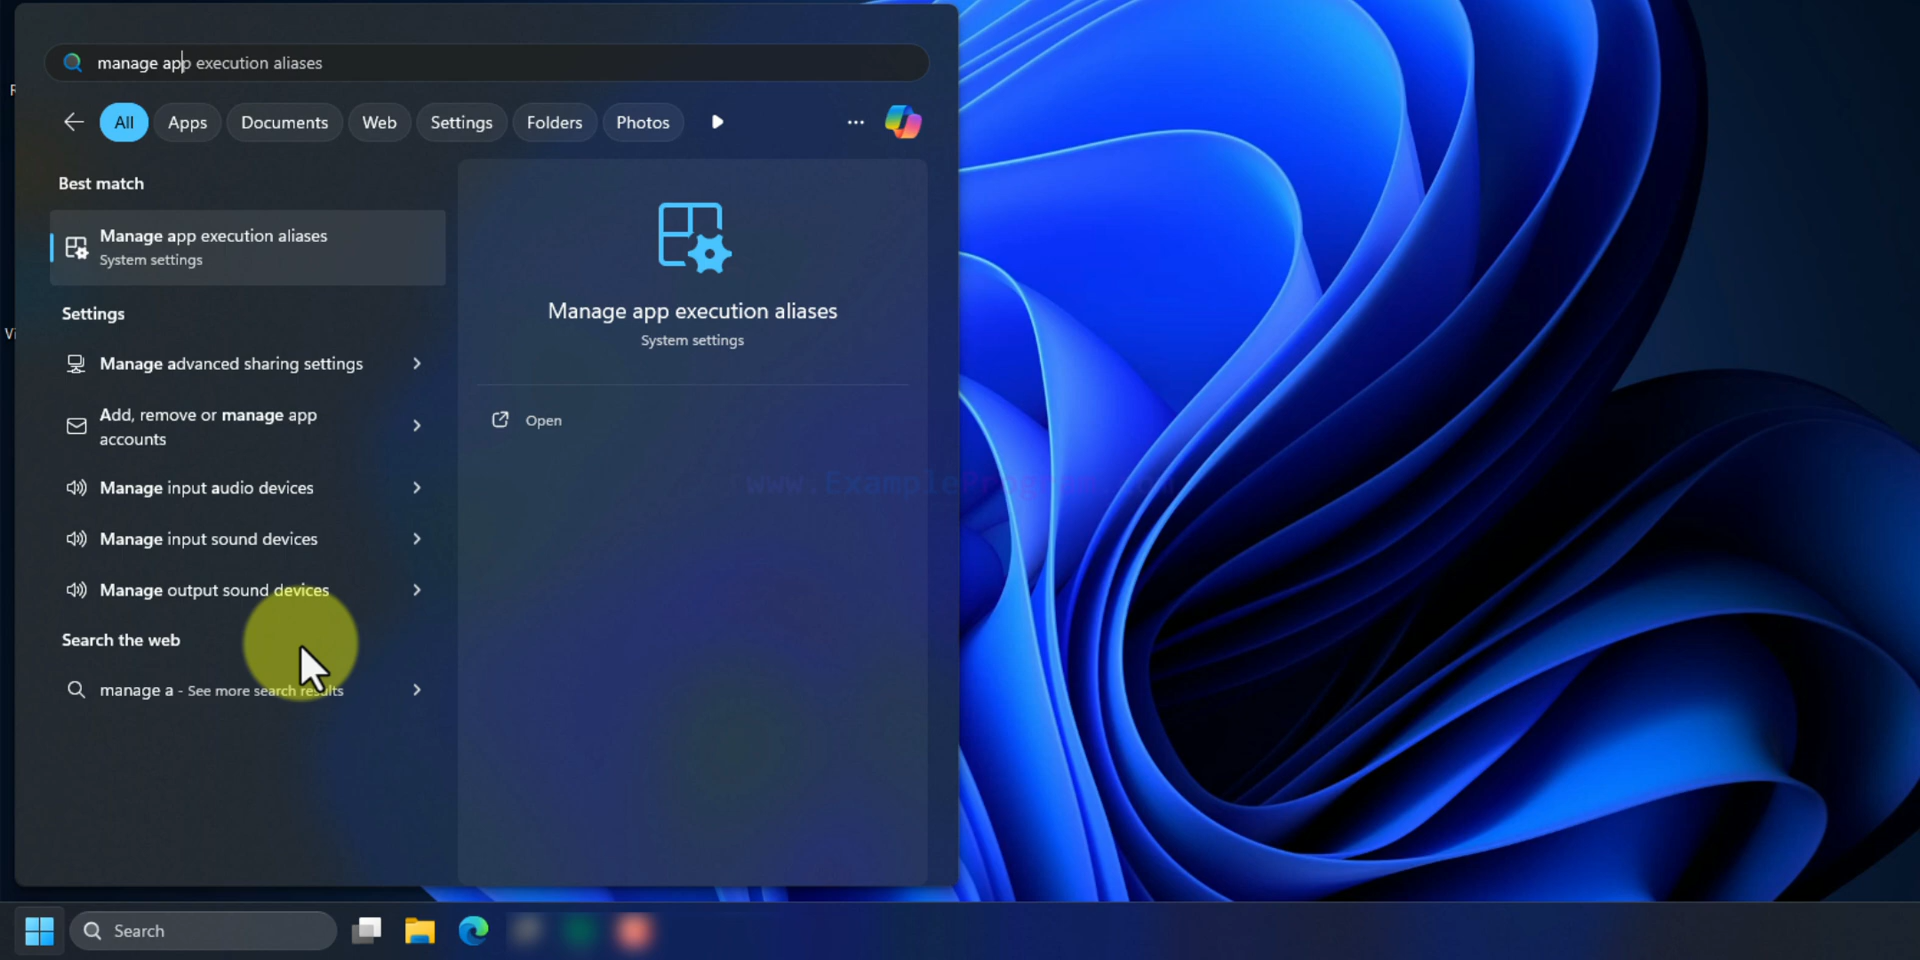 manage app execution aliases
All
Apps
Documents
Web
Settings
Folders
Photos
Best match
Manage app execution aliases
System settings
Settings
Manage advanced sharing settings
Add, remove or manage app
accounts
Manage input audio devices
Manage input sound devices
Manage output sound devices
Search the web
manage a - See more search results
Manage app execution aliases
System settings
Open
Search